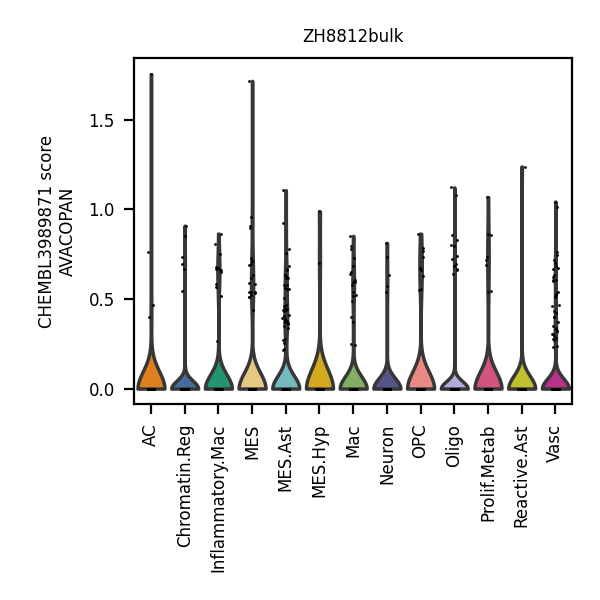 ZH8812bulk
CHEMBL3989871 score
AVACOPAN
1.5
1.0
0.5
0.0
AC
Chromatin.Reg
Inflammatory.Mac
MES
MES.Ast
MES.Hyp
Mac
Neuron
OPC
Oligo
Prolif.Metab
Reactive.Ast
Vasc